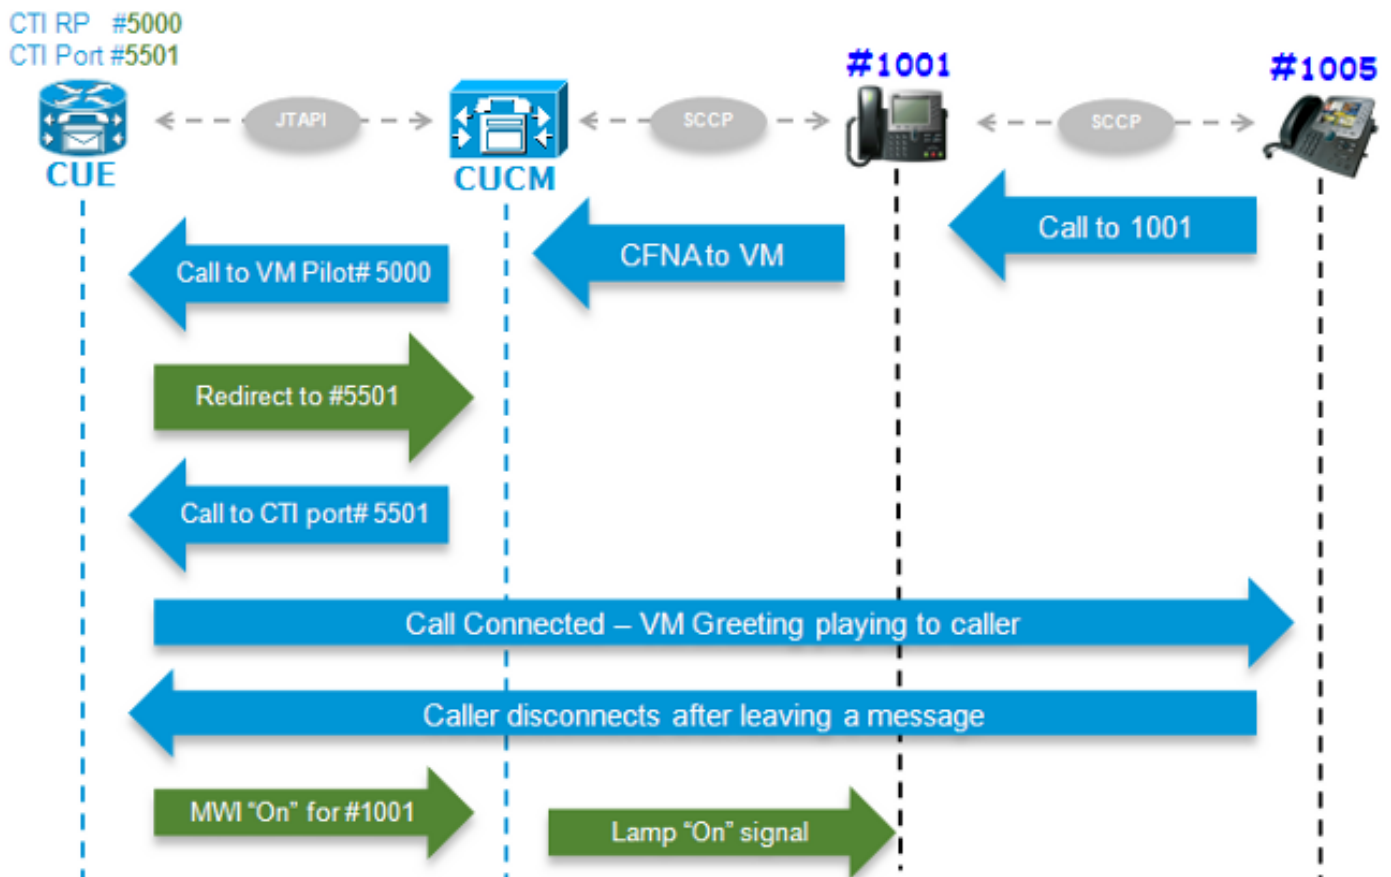 CTI RP #5000
CTI Port #5501
#1001
#1005
JTAPI
SCCP
SCCP
CUE
CUCM
Call to 1001
CFNA to VM
Call to VM Pilot# 5000
Redirect to #5501
Call to CTI port# 5501
Call Connected – VM Greeting playing to caller
Caller disconnects after leaving a message
MWI “On” for #1001
Lamp “On” signal